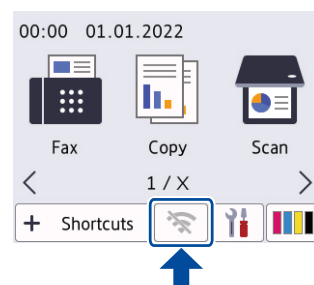 00:00 01.01.2022
Fax Copy Scan
< 1 / X >
+ Shortcuts